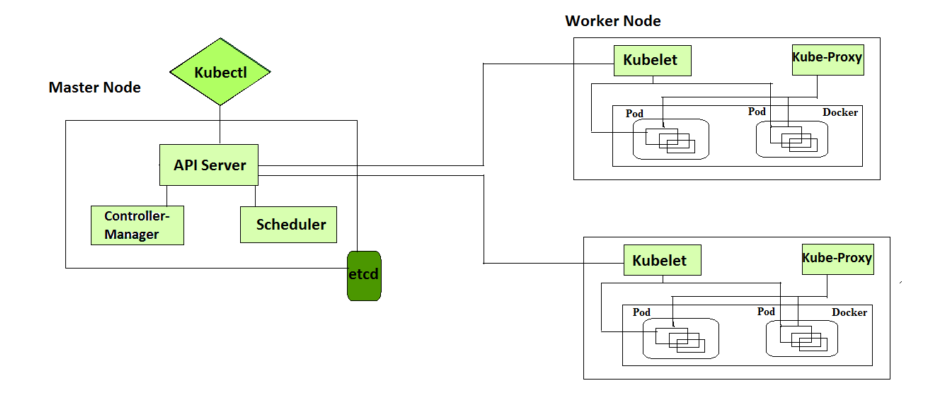 Worker Node
Kubectl
Master Node
API Server
Controller-
Manager
Scheduler
etcd
Kubelet
Kube-Proxy
Pod
Pod
Docker
Kubelet
Kube-Proxy
Pod
Pod
Docker